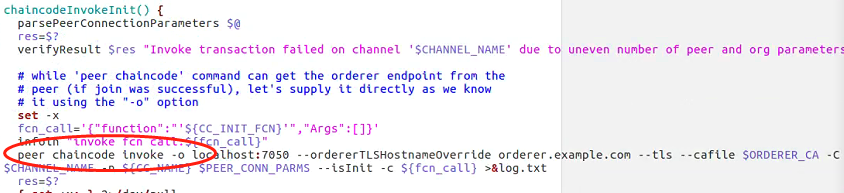 chaincodeInvokeInit() {
parsePeerConnectionParameters $@
res=$?
verifyResult $res "Invoke transaction failed on channel '$CHANNEL_NAME' due to uneven number of peer and org parameters
# while 'peer chaincode' command can get the orderer endpoint from the
# peer (if join was successful), let's supply it directly as we know
# it using the "-o" option
set -x
fcn_call='{"function":"'${CC_INIT_FCN}'","Args":[]}'
infoln "invoke fcn call:${fcn_call}"
peer chaincode invoke -o localhost:7050 --ordererTLSHostnameOverride orderer.example.com --tls --cafile $ORDERER_CA -C
$CHANNEL_NAME -n ${CC_NAME} $PEER_CONN_PARMS --isInit -c ${fcn_call} >&log.txt
res=$?